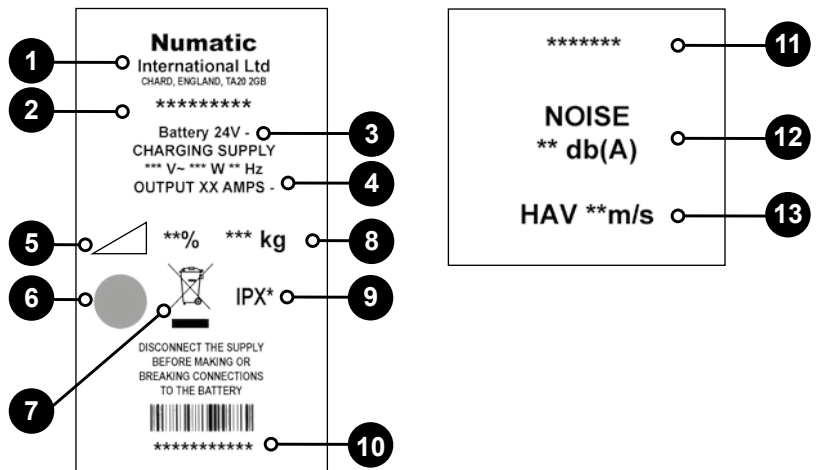 1
Numatic
International Ltd
CHARD, ENGLAND, TA20 2GB
2
*********
Battery 24V -
3
CHARGING SUPPLY
*** V~ *** W ** Hz
OUTPUT XX AMPS -
4
5
**%
*** kg
8
6
IPX*
9
7
DISCONNECT THE SUPPLY
BEFORE MAKING OR
BREAKING CONNECTIONS
TO THE BATTERY
***********
10
*******
11
NOISE
** db(A)
12
HAV **m/s
13